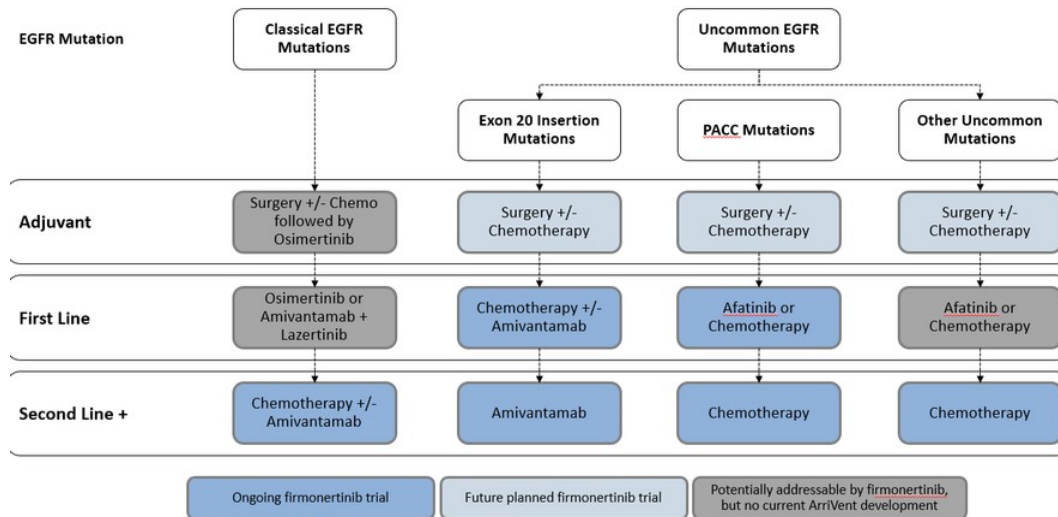 EGFR Mutation
Classical EGFR
Mutations
Uncommon EGFR
Mutations
Exon 20 Insertion
Mutations
PACC Mutations
Other Uncommon
Mutations
Adjuvant
Surgery +/- Chemo
followed by
Osimertinib
Surgery +/-
Chemotherapy
Surgery +/-
Chemotherapy
Surgery +/-
Chemotherapy
First Line
Osimertinib or
Amivantamab +
Lazertinib
Chemotherapy +/-
Amivantamab
Afatinib or
Chemotherapy
Afatinib or
Chemotherapy
Second Line +
Chemotherapy +/-
Amivantamab
Amivantamab
Chemotherapy
Chemotherapy
Ongoing firmonertinib trial
Future planned firmonertinib trial
Potentially addressable by firmonertinib,
but no current ArriVent development